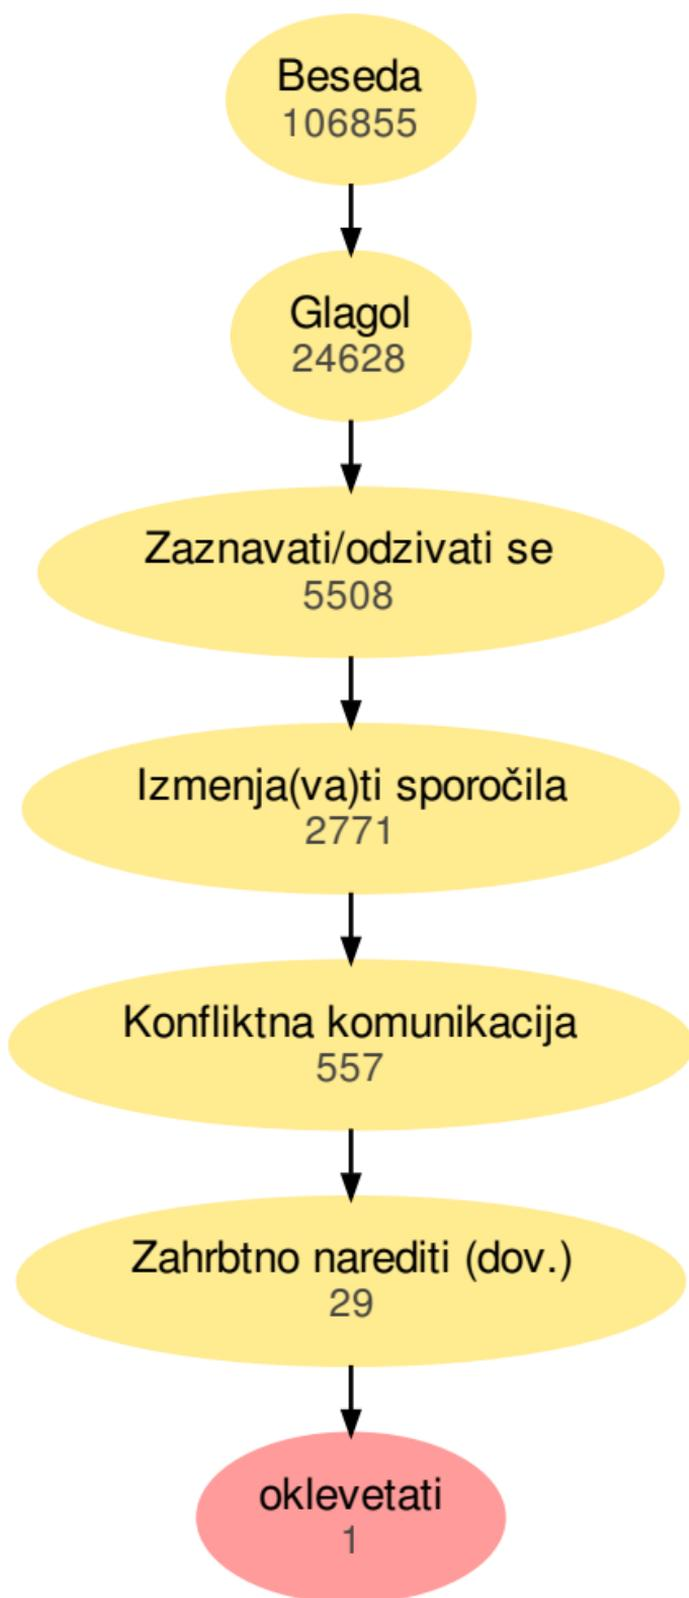 Beseda
106855
Glagol
24628
Zaznavati/odzivati se
5508
Izmenja(va)ti sporočila
2771
Konfliktna komunikacija
557
Zahrbtno narediti (dov.)
29
oklevetati
1